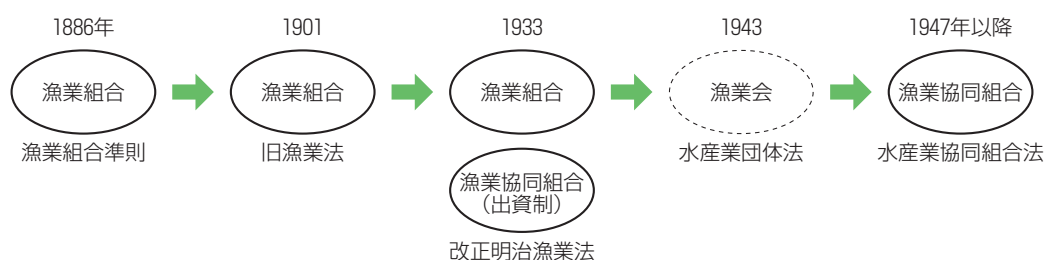 1886年
1901
1933
1943
1947年以降
漁業組合
漁業組合
漁業組合
漁業会
漁業協同組合
漁業組合準則
旧漁業法
水産業団体法
水産業協同組合法
漁業協同組合
（出資制）
改正明治漁業法